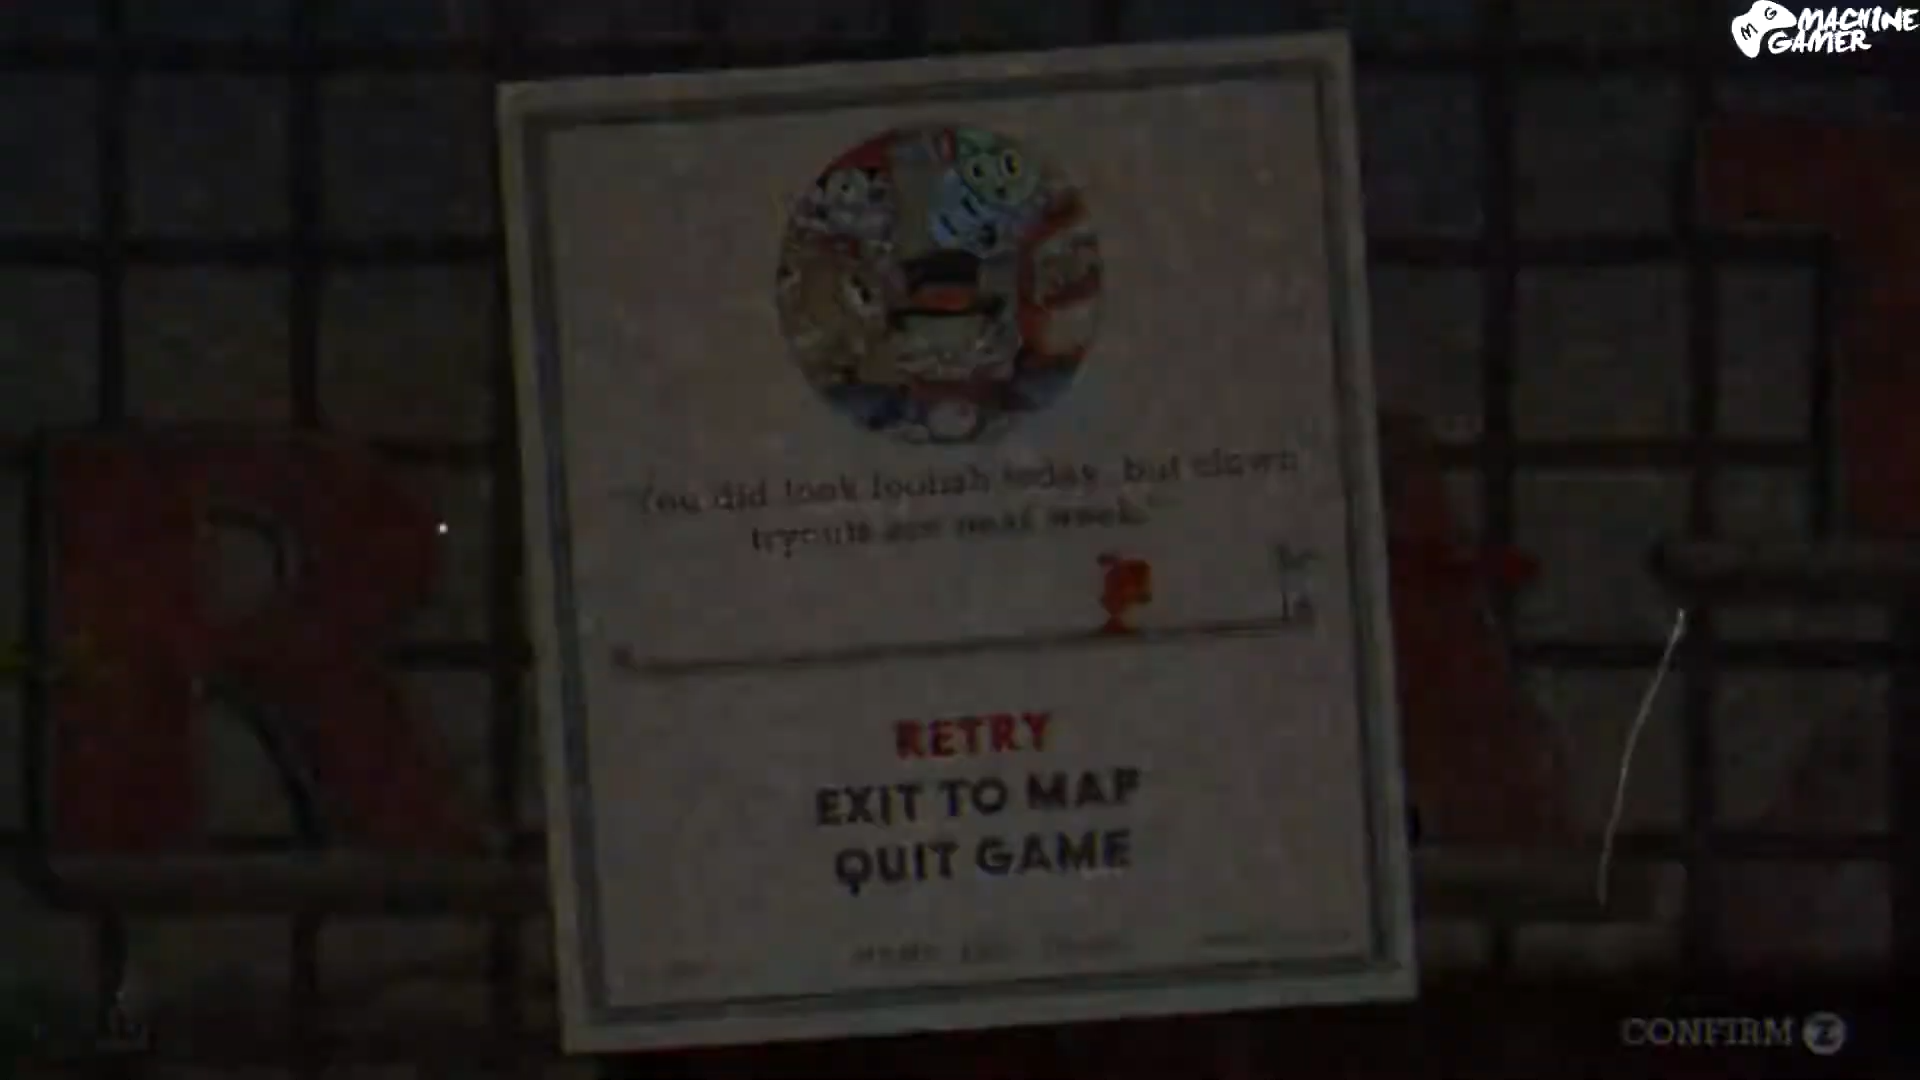 MACHINE
GAMER
"You did look foolish today, but clown
tryouts are next week."
RETRY
EXIT TO MAP
QUIT GAME
CONFIRM Z
R